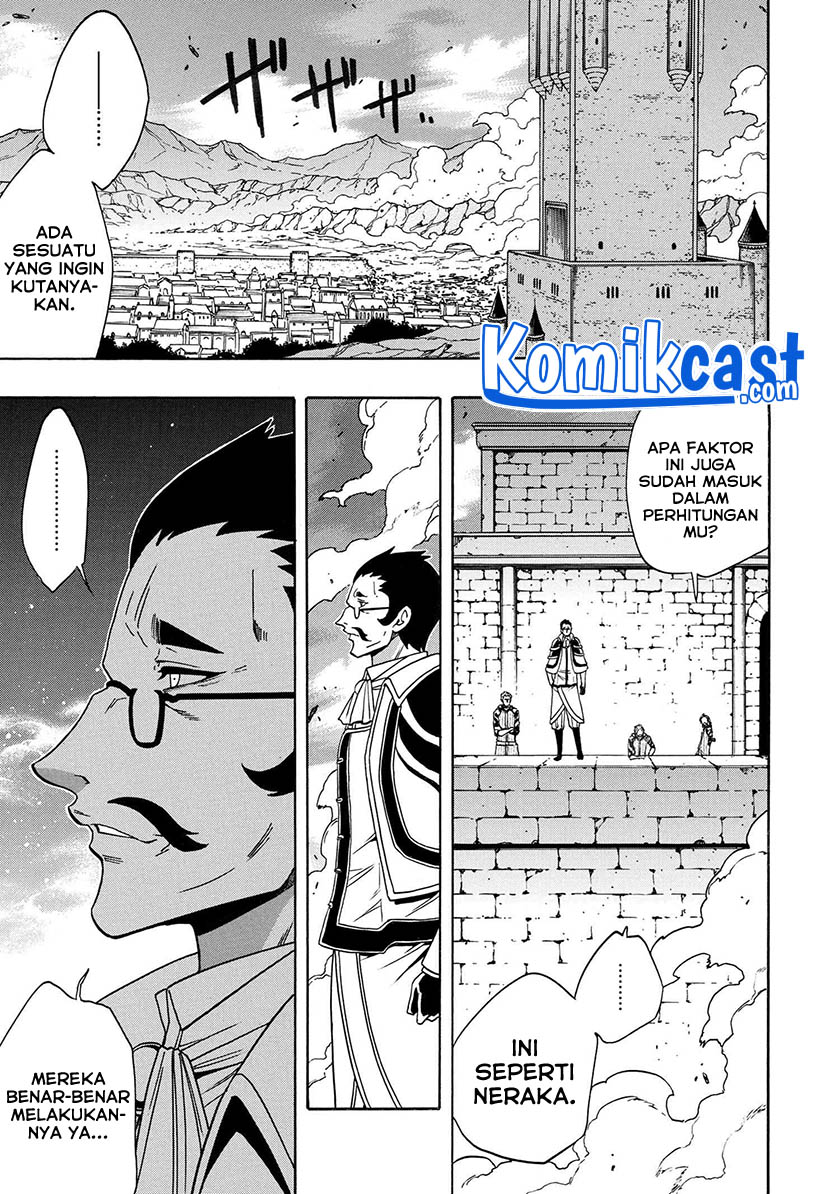 ザ ザ ザ..
..........
ADA
SESUATU
YANG INGIN
KUTANYA-
KAN.
Komikcast
.com
APA FAKTOR
INI JUGA
SUDAH MASUK
DALAM
PERHITUNGAN
MU?
..........
INI
SEPERTI
NERAKA.
..........
MEREKA
BENAR-BENAR
MELAKUKAN-
NYA YA...